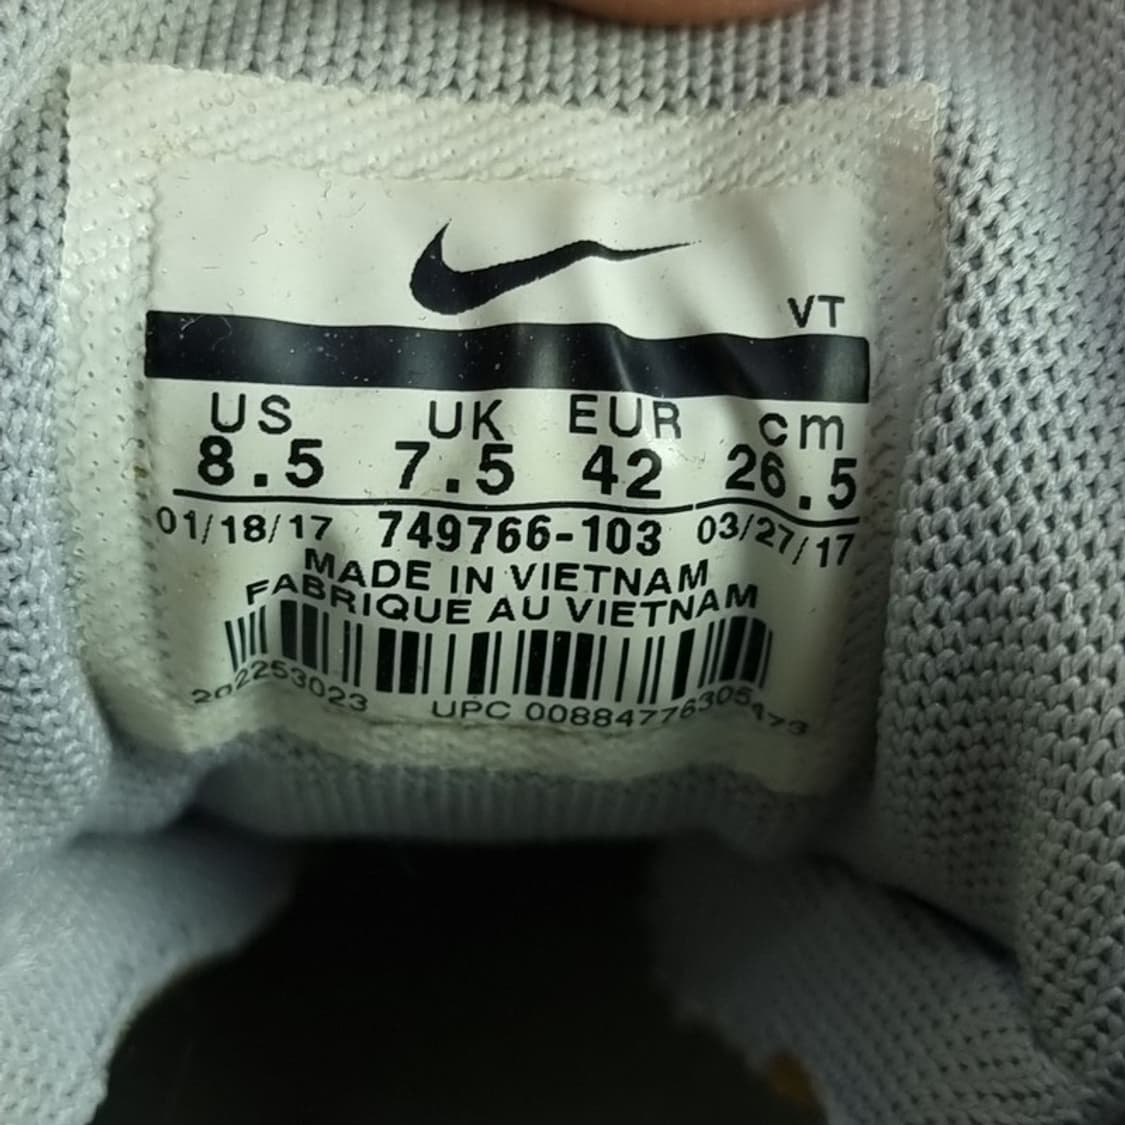 VT
US UK EUR cm
8.5 7.5 42 26.5
01/18/17 749766-103 03/27/17
MADE IN VIETNAM
FABRIQUE AU VIETNAM
202253023 UPC